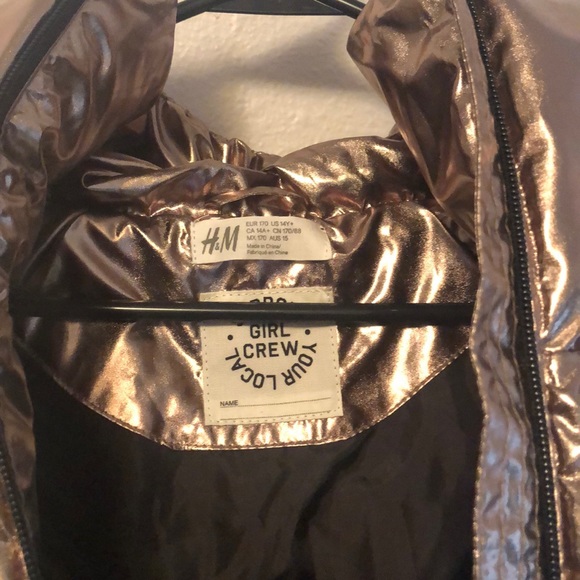 H&M
EUR 170 US 14Y+
CA 14A+ CN 170/88
MX 170 AUS 15
Made in China/
Fabriqué en Chine
GIRL
CREW
YOUR LOCAL
NAME